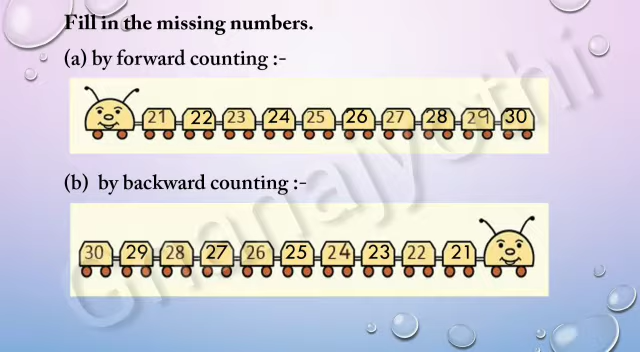 Fill in the missing numbers.
(a) by forward counting :-
21 22 23 24 25 26 27 28 29 30
(b) by backward counting :-
30 29 28 27 26 25 24 23 22 21
Gnanajyothi